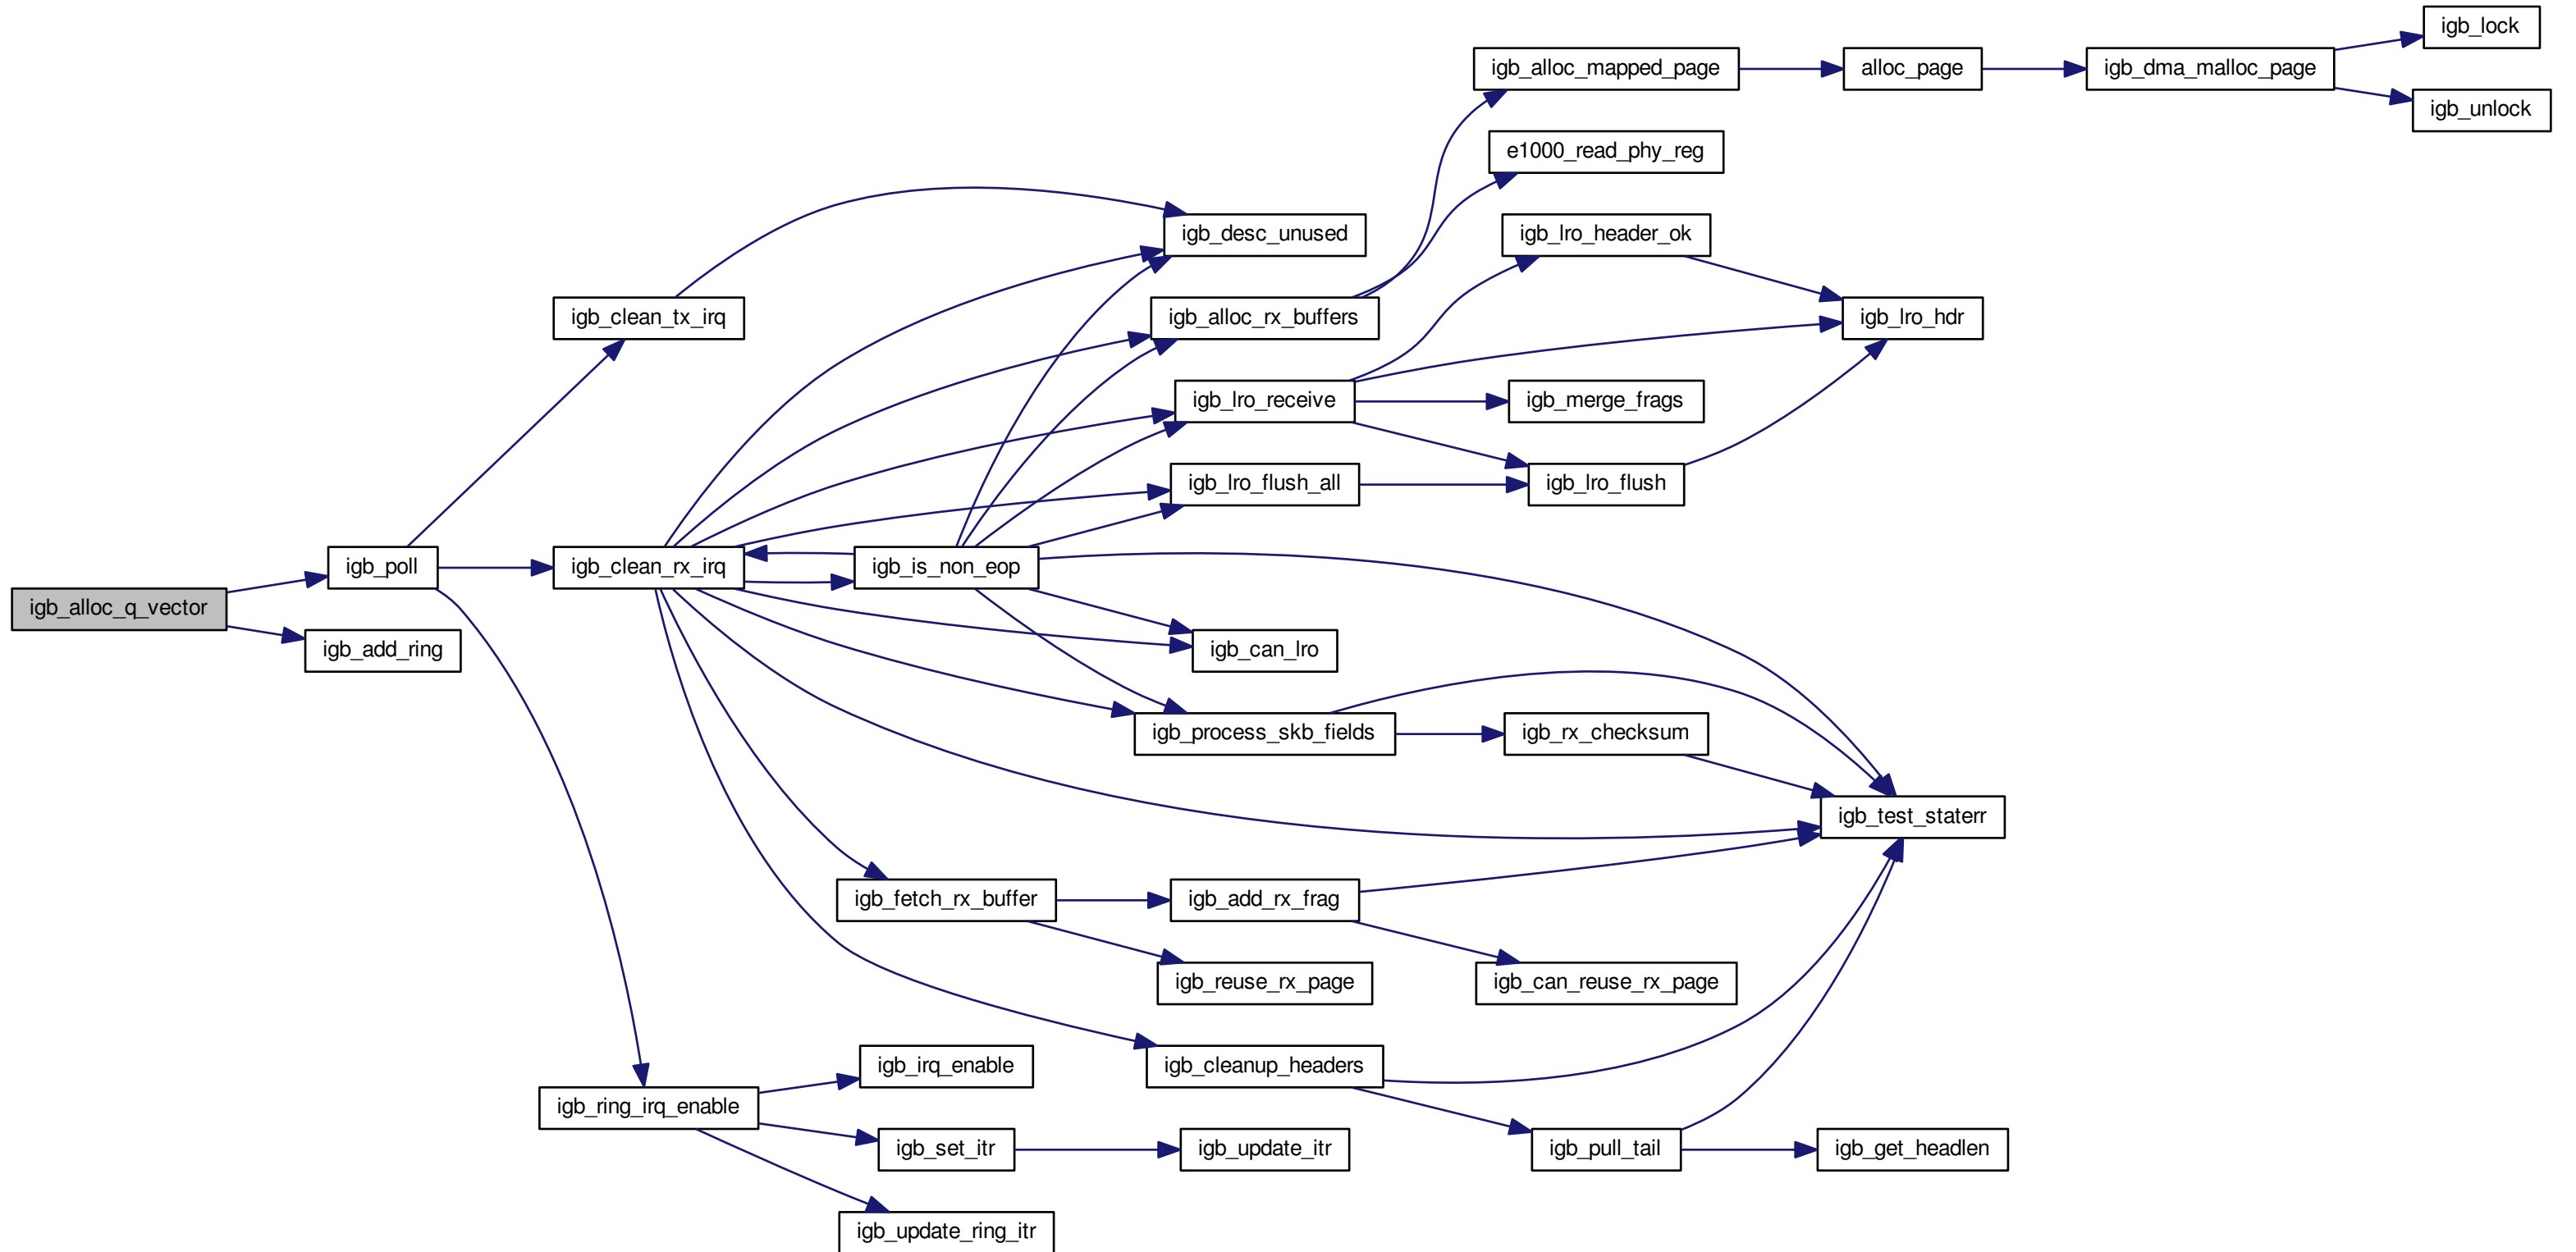 igb_lock
igb_alloc_mapped_page
alloc_page
igb_dma_malloc_page
igb_unlock
e1000_read_phy_reg
igb_desc_unused
igb_lro_header_ok
igb_clean_tx_irq
igb_alloc_rx_buffers
igb_lro_hdr
igb_lro_receive
igb_merge_frags
igb_lro_flush_all
igb_lro_flush
igb_poll
igb_clean_rx_irq
igb_is_non_eop
igb_alloc_q_vector
igb_add_ring
igb_can_lro
igb_process_skb_fields
igb_rx_checksum
igb_test_staterr
igb_fetch_rx_buffer
igb_add_rx_frag
igb_reuse_rx_page
igb_can_reuse_rx_page
igb_irq_enable
igb_cleanup_headers
igb_ring_irq_enable
igb_set_itr
igb_update_itr
igb_pull_tail
igb_get_headlen
igb_update_ring_itr